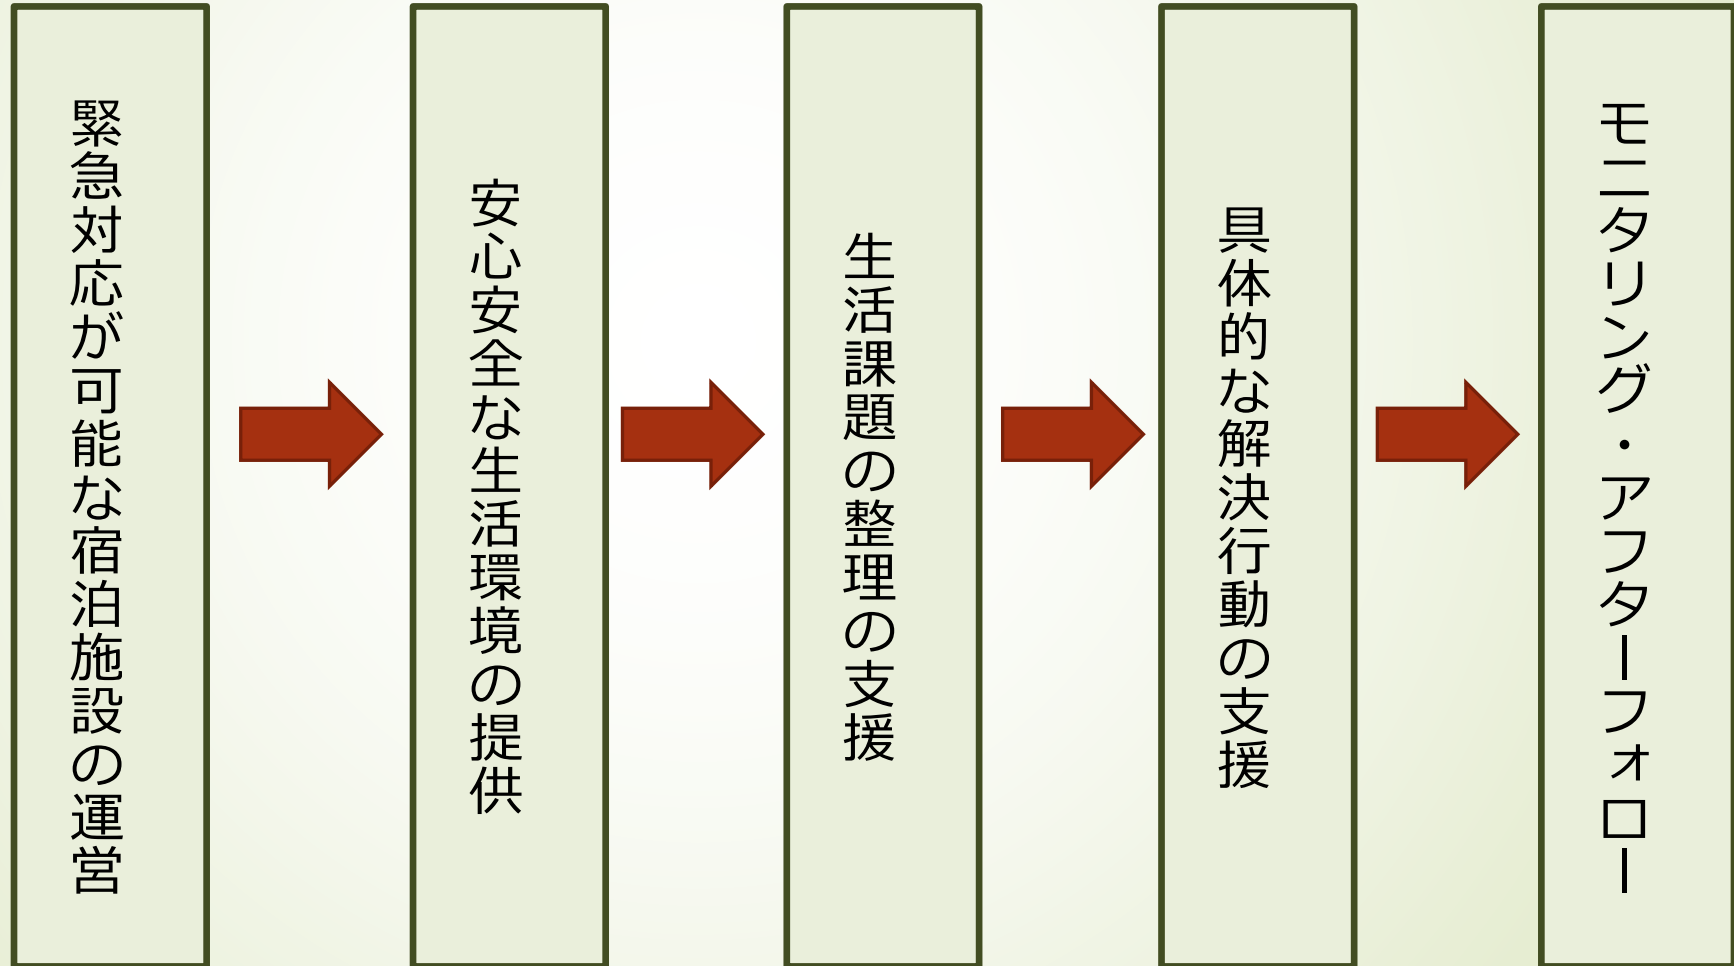 緊急対応が可能な宿泊施設の運営
安心安全な生活環境の提供
生活課題の整理の支援
具体的な解決行動の支援
モニタリング・アフターフォロー